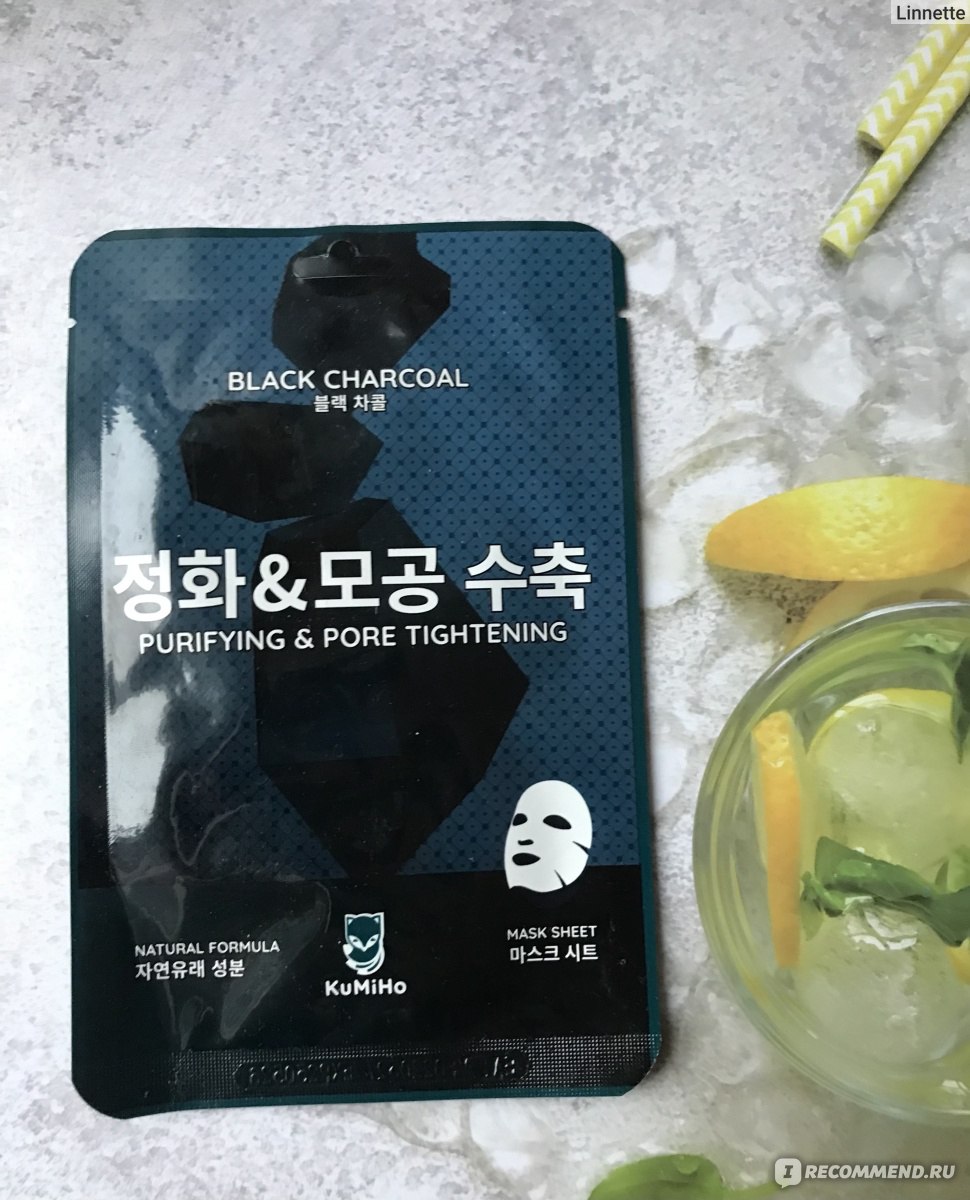 Linnette
BLACK CHARCOAL
블랙 차콜
정화&모공 수축
PURIFYING & PORE TIGHTENING
NATURAL FORMULA
자연유래 성분
KuMiHo
MASK SHEET
마스크 시트
I RECOMMEND.RU